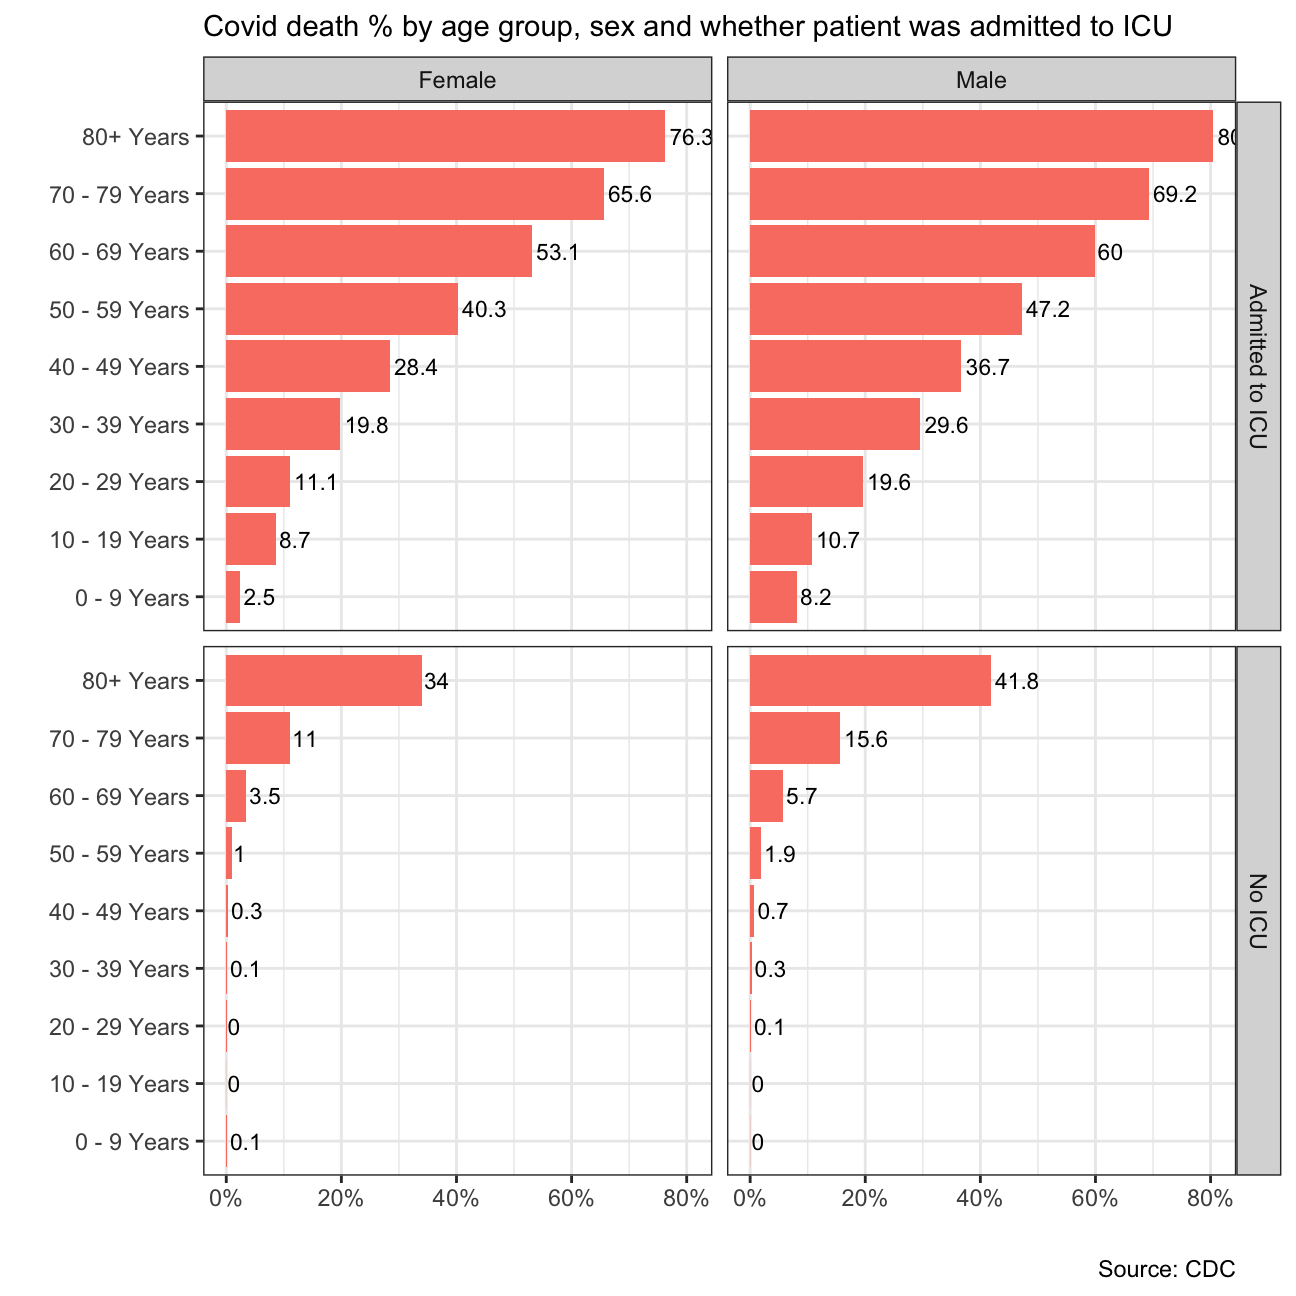 Covid death % by age group, sex and whether patient was admitted to ICU
Female Male
80+ Years 76.3
70 - 79 Years 65.6 69.2
60 - 69 Years 53.1 60
50 - 59 Years 40.3 47.2
40 - 49 Years 28.4 36.7
30 - 39 Years 19.8 29.6
20 - 29 Years 11.1 19.6
10 - 19 Years 8.7 10.7
0 - 9 Years 2.5 8.2
Admitted to ICU
80+ Years 34 41.8
70 - 79 Years 11 15.6
60 - 69 Years 3.5 5.7
50 - 59 Years 1 1.9
40 - 49 Years 0.3 0.7
30 - 39 Years 0.1 0.3
20 - 29 Years 0 0.1
10 - 19 Years 0 0
0 - 9 Years 0.1 0
No ICU
0% 20% 40% 60% 80% 0% 20% 40% 60% 80%
Source: CDC